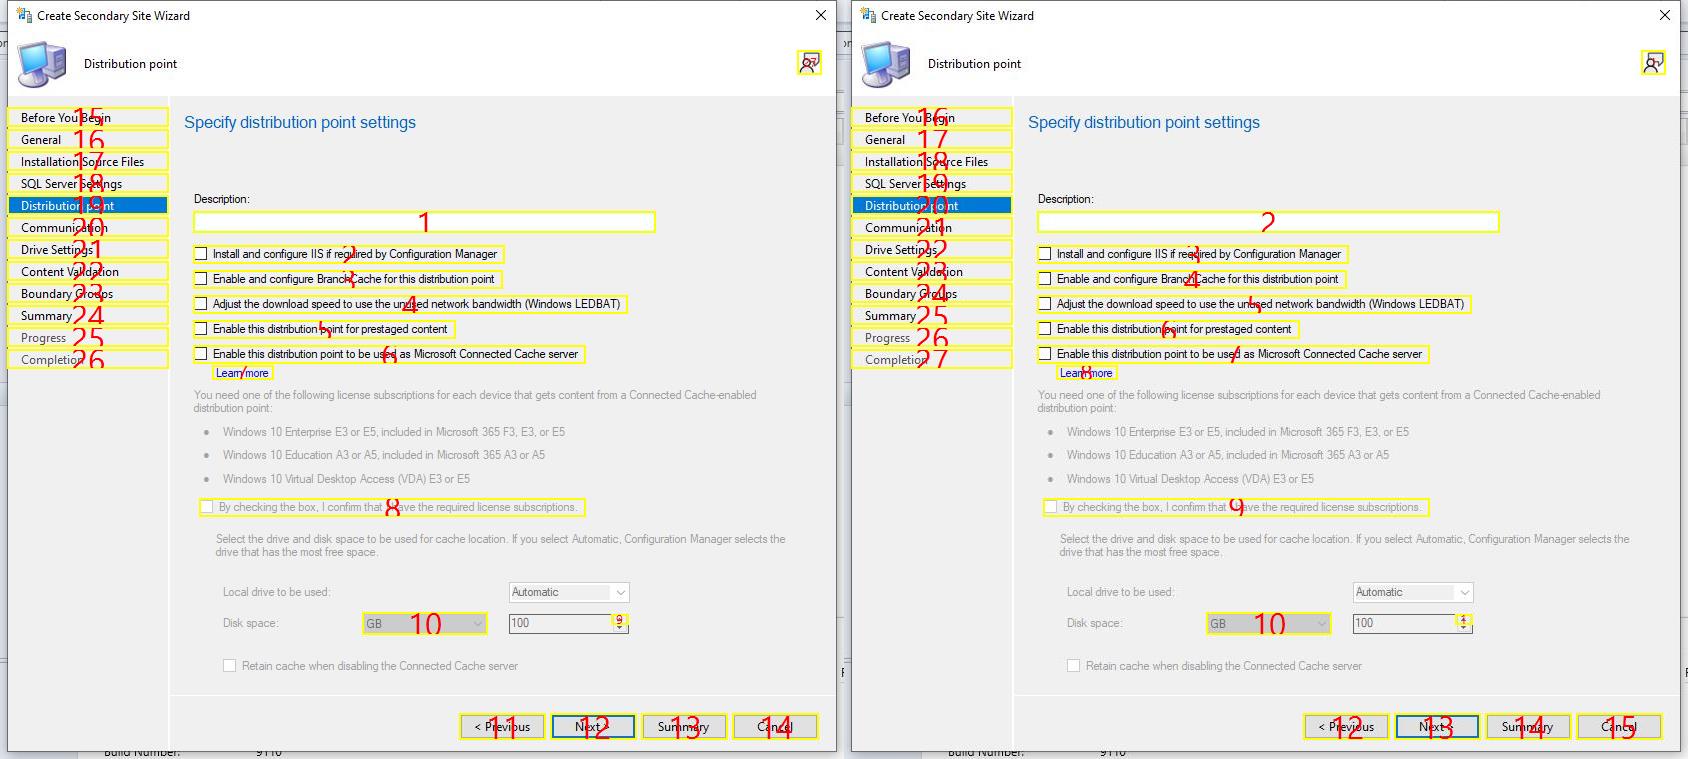 Create Secondary Site Wizard
Distribution point
15 Before You Begin
16 General
17 Installation Source Files
18 SQL Server Settings
19 Distribution point
20 Communication
21 Drive Settings
22 Content Validation
23 Boundary Groups
24 Summary
25 Progress
26 Completion
Specify distribution point settings
Description:
1
2 Install and configure IIS if required by Configuration Manager
3 Enable and configure BranchCache for this distribution point
4 Adjust the download speed to use the unused network bandwidth (Windows LEDBAT)
5 Enable this distribution point for prestaged content
6 Enable this distribution point to be used as Microsoft Connected Cache server
7 Learn more
You need one of the following license subscriptions for each device that gets content from a Connected Cache-enabled
distribution point:
• Windows 10 Enterprise E3 or E5, included in Microsoft 365 F3, E3, or E5
• Windows 10 Education A3 or A5, included in Microsoft 365 A3 or A5
• Windows 10 Virtual Desktop Access (VDA) E3 or E5
8 By checking the box, I confirm that I have the required license subscriptions.
Select the drive and disk space to be used for cache location. If you select Automatic, Configuration Manager selects the
drive that has the most free space.
Local drive to be used: Automatic
Disk space: GB 10 100 9
Retain cache when disabling the Connected Cache server
11 < Previous 12 Next > 13 Summary 14 Cancel
Build Number: 9110
Create Secondary Site Wizard
Distribution point
16 Before You Begin
17 General
18 Installation Source Files
19 SQL Server Settings
20 Distribution point
21 Communication
22 Drive Settings
23 Content Validation
24 Boundary Groups
25 Summary
26 Progress
27 Completion
Specify distribution point settings
Description:
2
3 Install and configure IIS if required by Configuration Manager
4 Enable and configure BranchCache for this distribution point
5 Adjust the download speed to use the unused network bandwidth (Windows LEDBAT)
6 Enable this distribution point for prestaged content
7 Enable this distribution point to be used as Microsoft Connected Cache server
8 Learn more
You need one of the following license subscriptions for each device that gets content from a Connected Cache-enabled
distribution point:
• Windows 10 Enterprise E3 or E5, included in Microsoft 365 F3, E3, or E5
• Windows 10 Education A3 or A5, included in Microsoft 365 A3 or A5
• Windows 10 Virtual Desktop Access (VDA) E3 or E5
9 By checking the box, I confirm that I have the required license subscriptions.
Select the drive and disk space to be used for cache location. If you select Automatic, Configuration Manager selects the
drive that has the most free space.
Local drive to be used: Automatic
Disk space: GB 10 100
Retain cache when disabling the Connected Cache server
12 < Previous 13 Next > 14 Summary 15 Cancel
Build Number: 9110